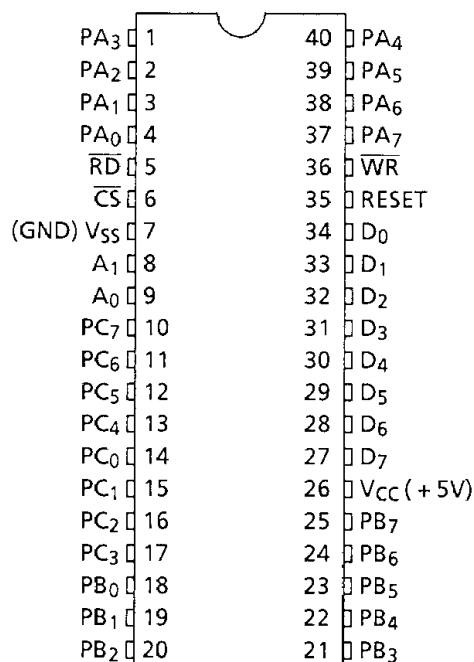 PA3 1 40 PA4
PA2 2 39 PA5
PA1 3 38 PA6
PA0 4 37 PA7
R̅D̅ 5 36 W̅R̅
C̅S̅ 6 35 RESET
(GND) VSS 7 34 D0
A1 8 33 D1
A0 9 32 D2
PC7 10 31 D3
PC6 11 30 D4
PC5 12 29 D5
PC4 13 28 D6
PC0 14 27 D7
PC1 15 26 VCC (+5V)
PC2 16 25 PB7
PC3 17 24 PB6
PB0 18 23 PB5
PB1 19 22 PB4
PB2 20 21 PB3